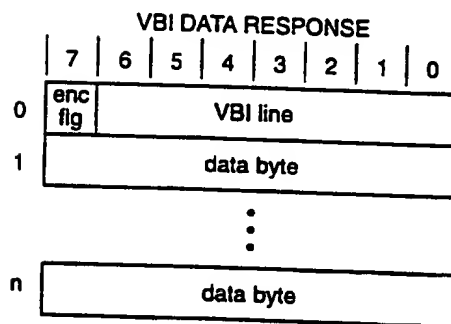 VBI DATA RESPONSE
7 6 5 4 3 2 1 0
0 enc flg VBI line
1 data byte
n data byte